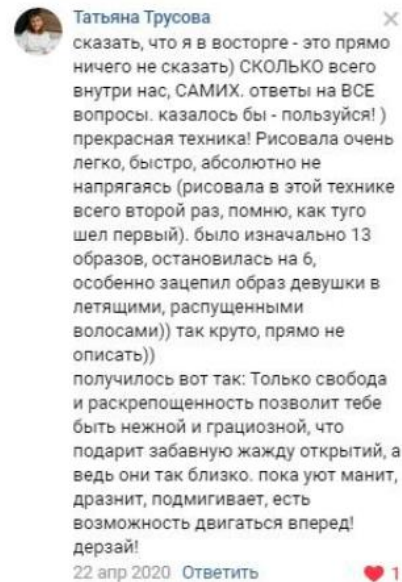 Татьяна Трусова
сказать, что я в восторге - это прямо
ничего не сказать) СКОЛЬКО всего
внутри нас, САМИХ. ответы на ВСЕ
вопросы. казалось бы - пользуйся! )
прекрасная техника! Рисовала очень
легко, быстро, абсолютно не
напрягаясь (рисовала в этой технике
всего второй раз, помню, как туго
шел первый). было изначально 13
образов, остановилась на 6,
особенно зацепил образ девушки в
летящими, распущенными
волосами)) так круто, прямо не
описать))
получилось вот так: Только свобода
и раскрепощенность позволит тебе
быть нежной и грациозной, что
подарит забавную жажду открытий, а
ведь они так близко. пока уют манит,
дразнит, подмигивает, есть
возможность двигаться вперед!
дерзай!
22 апр 2020 Ответить 1